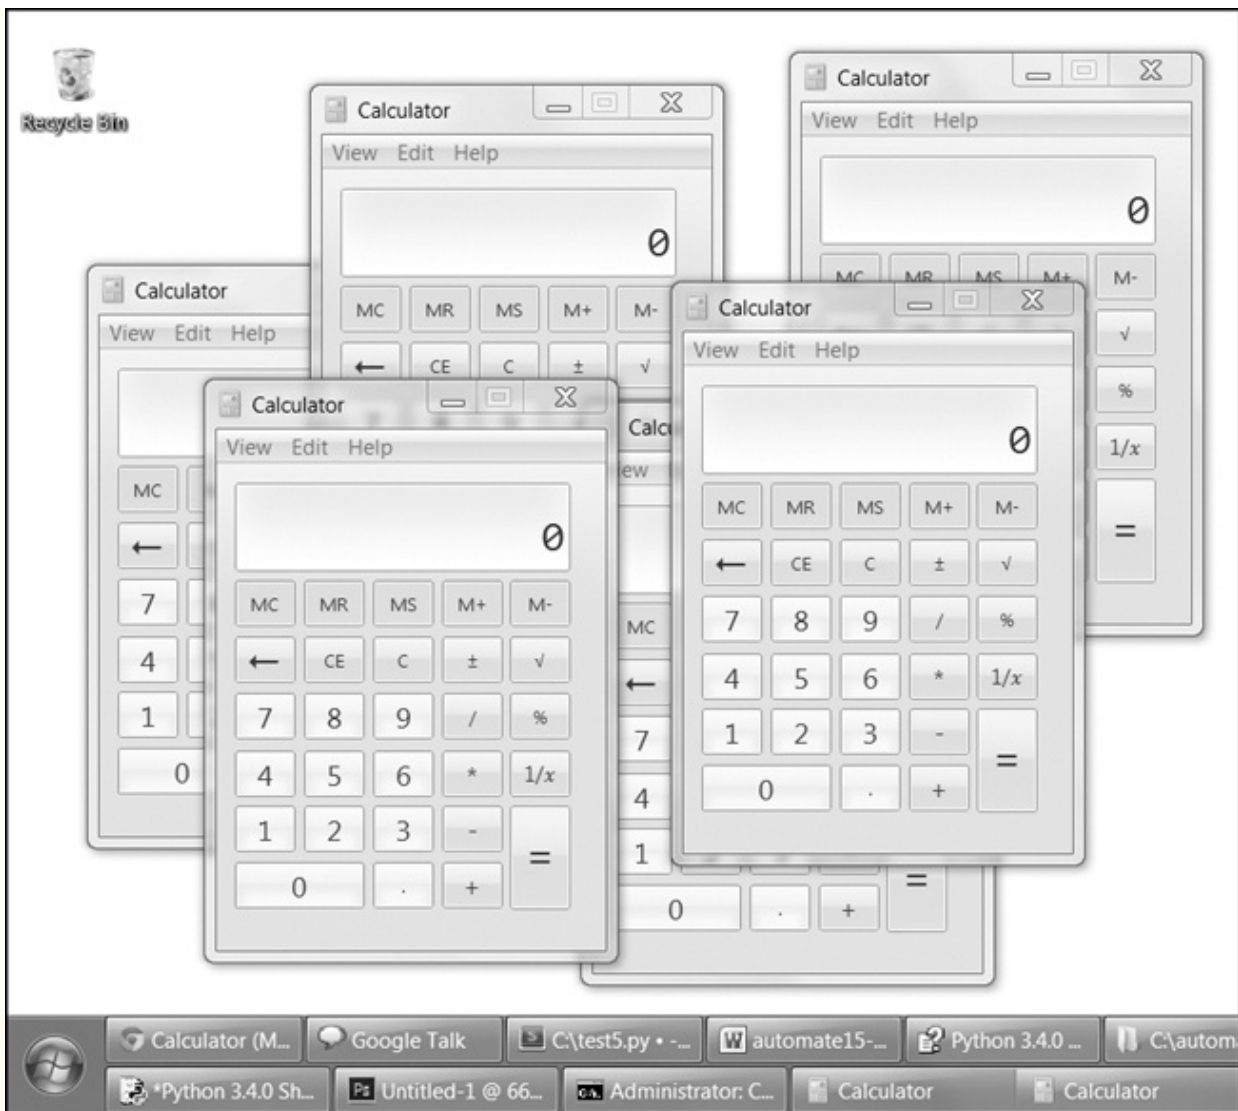 Recycle Bin
Calculator
View Edit Help
0
MC MR MS M+ M-
← CE C ± √
Calculator
View Edit Help
0
MC MR MS M+ M-
√
%
1/x
=
Calculator
View Edit Help
MC
←
7
4
1
0
Calculator
View Edit Help
0
MC MR MS M+ M-
← CE C ± √
7 8 9 / %
4 5 6 * 1/x
1 2 3 - =
0 . +
Calcu
ew
MC
←
7
4
1
0 . + =
Calculator
View Edit Help
0
MC MR MS M+ M-
← CE C ± √
7 8 9 / %
4 5 6 * 1/x
1 2 3 - =
0 . +
Calculator (M... Google Talk C:\test5.py • -... automate15-... Python 3.4.0 ... C:\autom
*Python 3.4.0 Sh... Untitled-1 @ 66... Administrator: C... Calculator Calculator